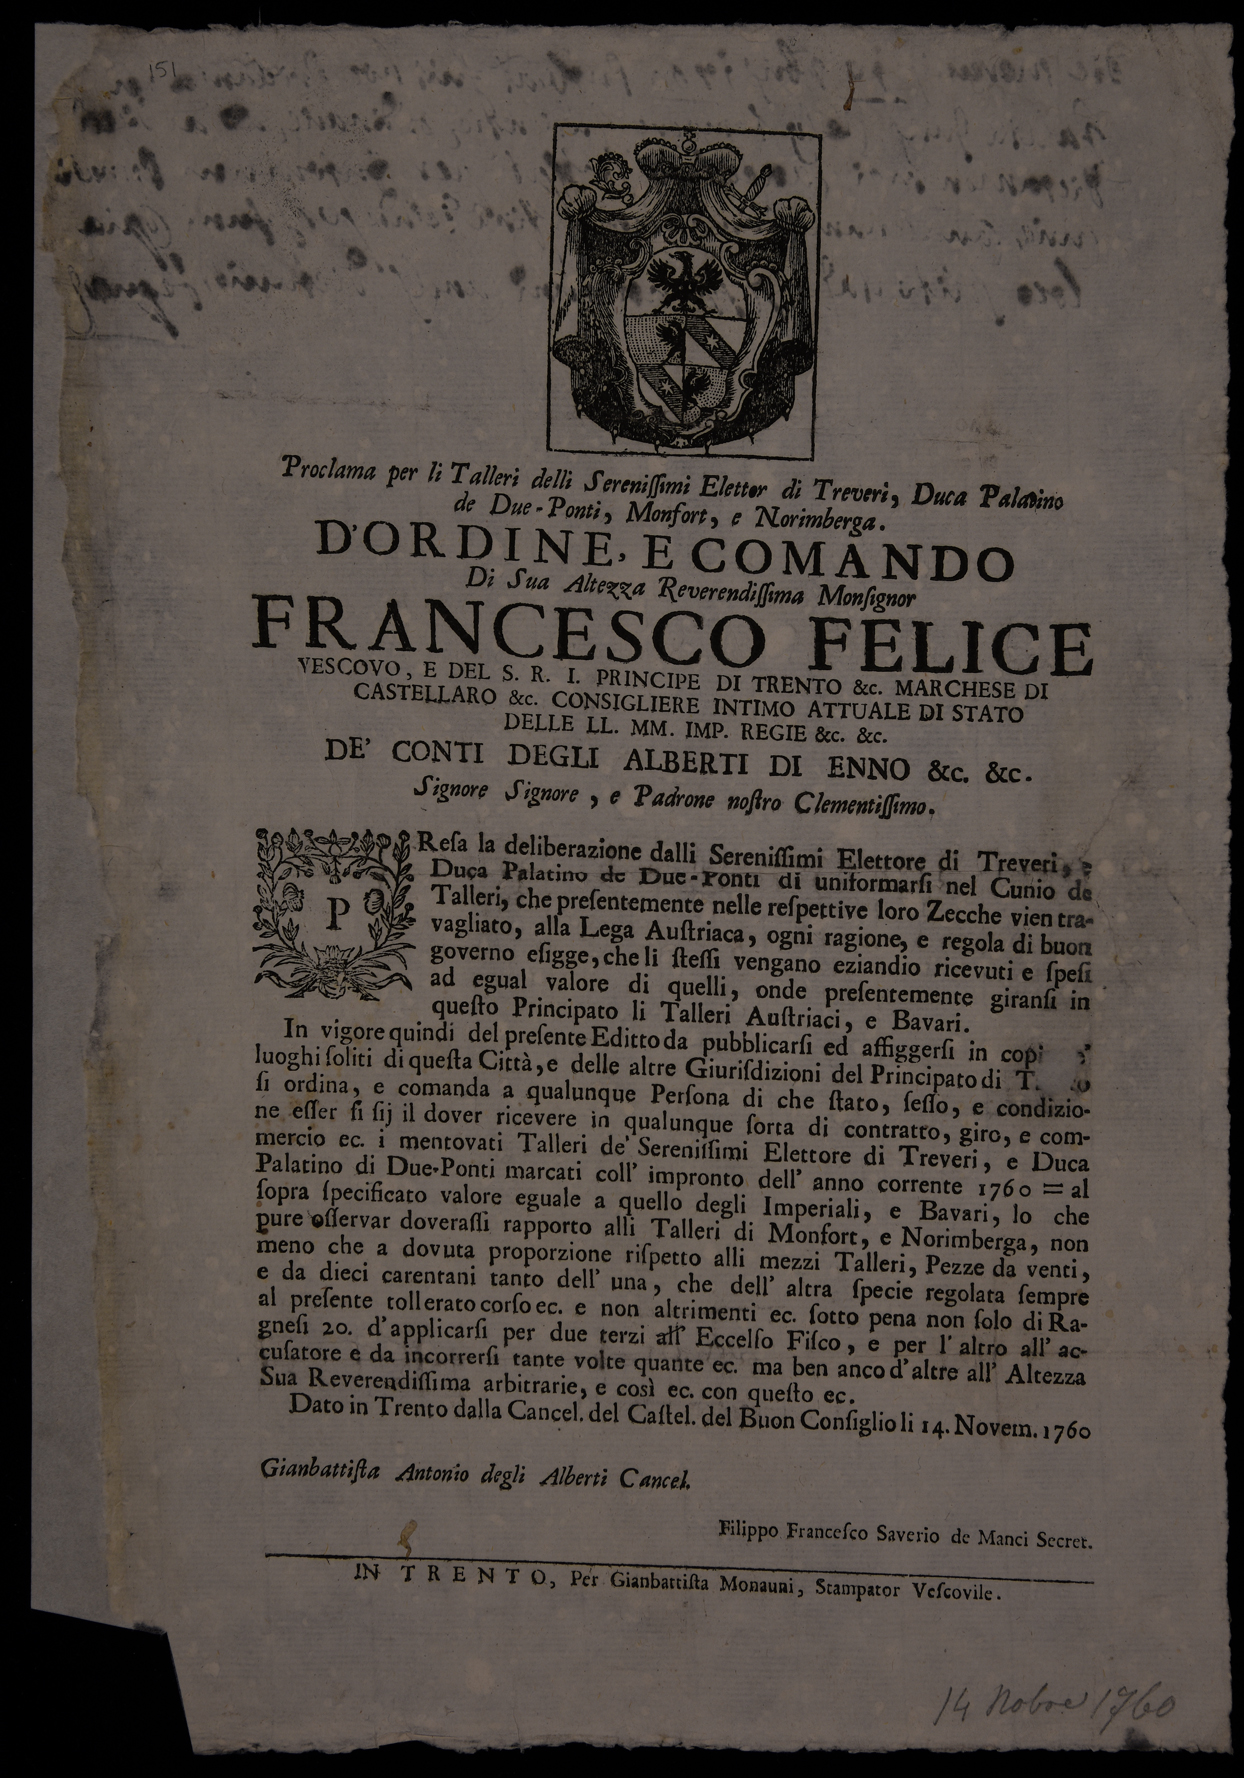 151
Proclama per li Talleri delli Sereniſſimi Elettor di Treveri, Duca Palatino
de Due-Ponti, Monfort, e Norimberga.
D'ORDINE, E COMANDO
Di Sua Altezza Reverendiſſima Monſignor
FRANCESCO FELICE
VESCOVO, E DEL S. R. I. PRINCIPE DI TRENTO &c. MARCHESE DI
CASTELLARO &c. CONSIGLIERE INTIMO ATTUALE DI STATO
DELLE LL. MM. IMP. REGIE &c. &c.
DE' CONTI DEGLI ALBERTI DI ENNO &c. &c.
Signore Signore, e Padrone noſtro Clementiſſimo.
PReſa la deliberazione dalli Sereniſſimi Elettore di Treveri, e
Duca Palatino de Due-Ponti di uniformarſi nel Cunio de
Talleri, che preſentemente nelle reſpettive loro Zecche vien tra-
vagliato, alla Lega Auſtriaca, ogni ragione, e regola di buon
governo eſigge, che li ſteſſi vengano eziandio ricevuti e ſpeſi
ad egual valore di quelli, onde preſentemente giranſi in
queſto Principato li Talleri Auſtriaci, e Bavari.
In vigore quindi del preſente Editto da pubblicarſi ed affiggerſi in
luoghi ſoliti di queſta Città, e delle altre Giuriſdizioni del Principato di
ſi ordina, e comanda a qualunque Perſona di che ſtato, ſeſſo, e condizio-
ne eſſer ſi ſij il dover ricevere in qualunque ſorta di contratto, giro, e com-
mercio ec. i mentovati Talleri de' Sereniſſimi Elettore di Treveri, e Duca
Palatino di Due-Ponti marcati coll' impronto dell' anno corrente 1760 = al
ſopra ſpecificato valore eguale a quello degli Imperiali, e Bavari, lo che
pure oſſervar doveraſſi rapporto alli Talleri di Monfort, e Norimberga, non
meno che a dovuta proporzione riſpetto alli mezzi Talleri, Pezze da venti,
e da dieci carentani tanto dell' una, che dell' altra ſpecie regolata ſempre
al preſente tollerato corſo ec. e non altrimenti ec. ſotto pena non ſolo di Ra-
gneſi 20. d'applicarſi per due terzi all' Eccelſo Fiſco, e per l' altro all' ac-
cuſatore e da incorrerſi tante volte quante ec. ma ben anco d'altre all' Altezza
Sua Reverendiſſima arbitrarie, e così ec. con queſto ec.
Dato in Trento dalla Cancel. del Caſtel. del Buon Conſiglio li 14. Novem. 1760
Gianbattiſta Antonio degli Alberti Cancel.
Filippo Franceſco Saverio de Manci Secret.
IN TRENTO, Per Gianbattiſta Monauni, Stampator Veſcovile.
14 Nobre 1760